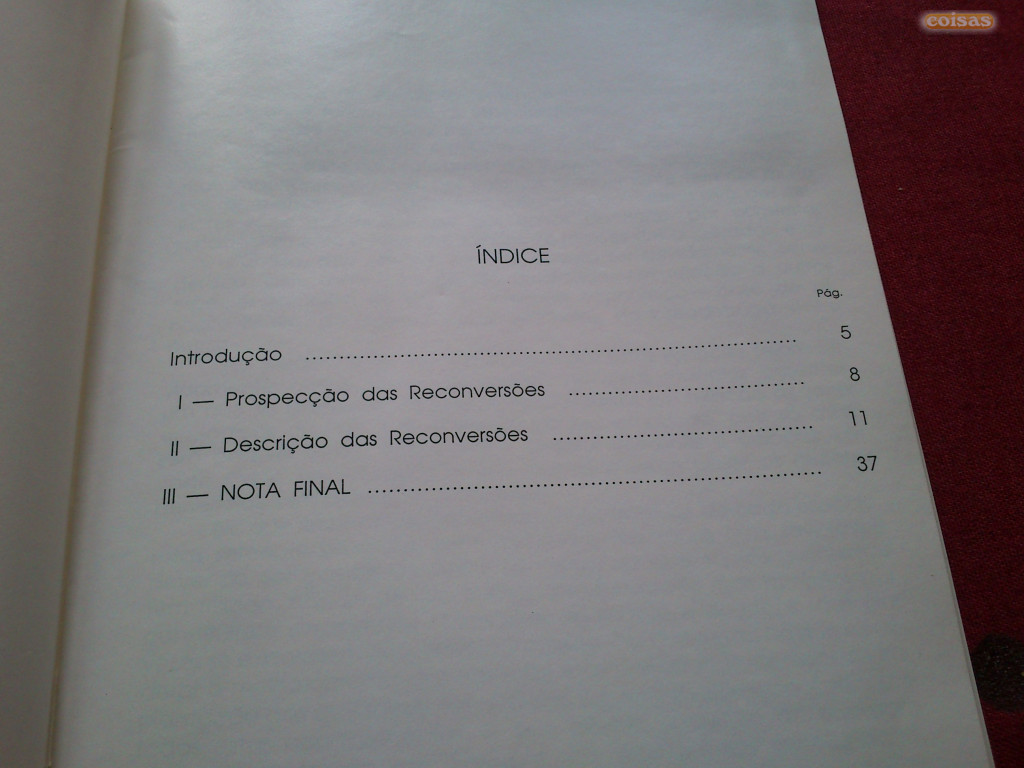 coisas
ÍNDICE
Pág.
Introdução ........................................................................ 5
I — Prospecção das Reconversões .................................. 8
II — Descrição das Reconversões ..................................... 11
III — NOTA FINAL .................................................................. 37